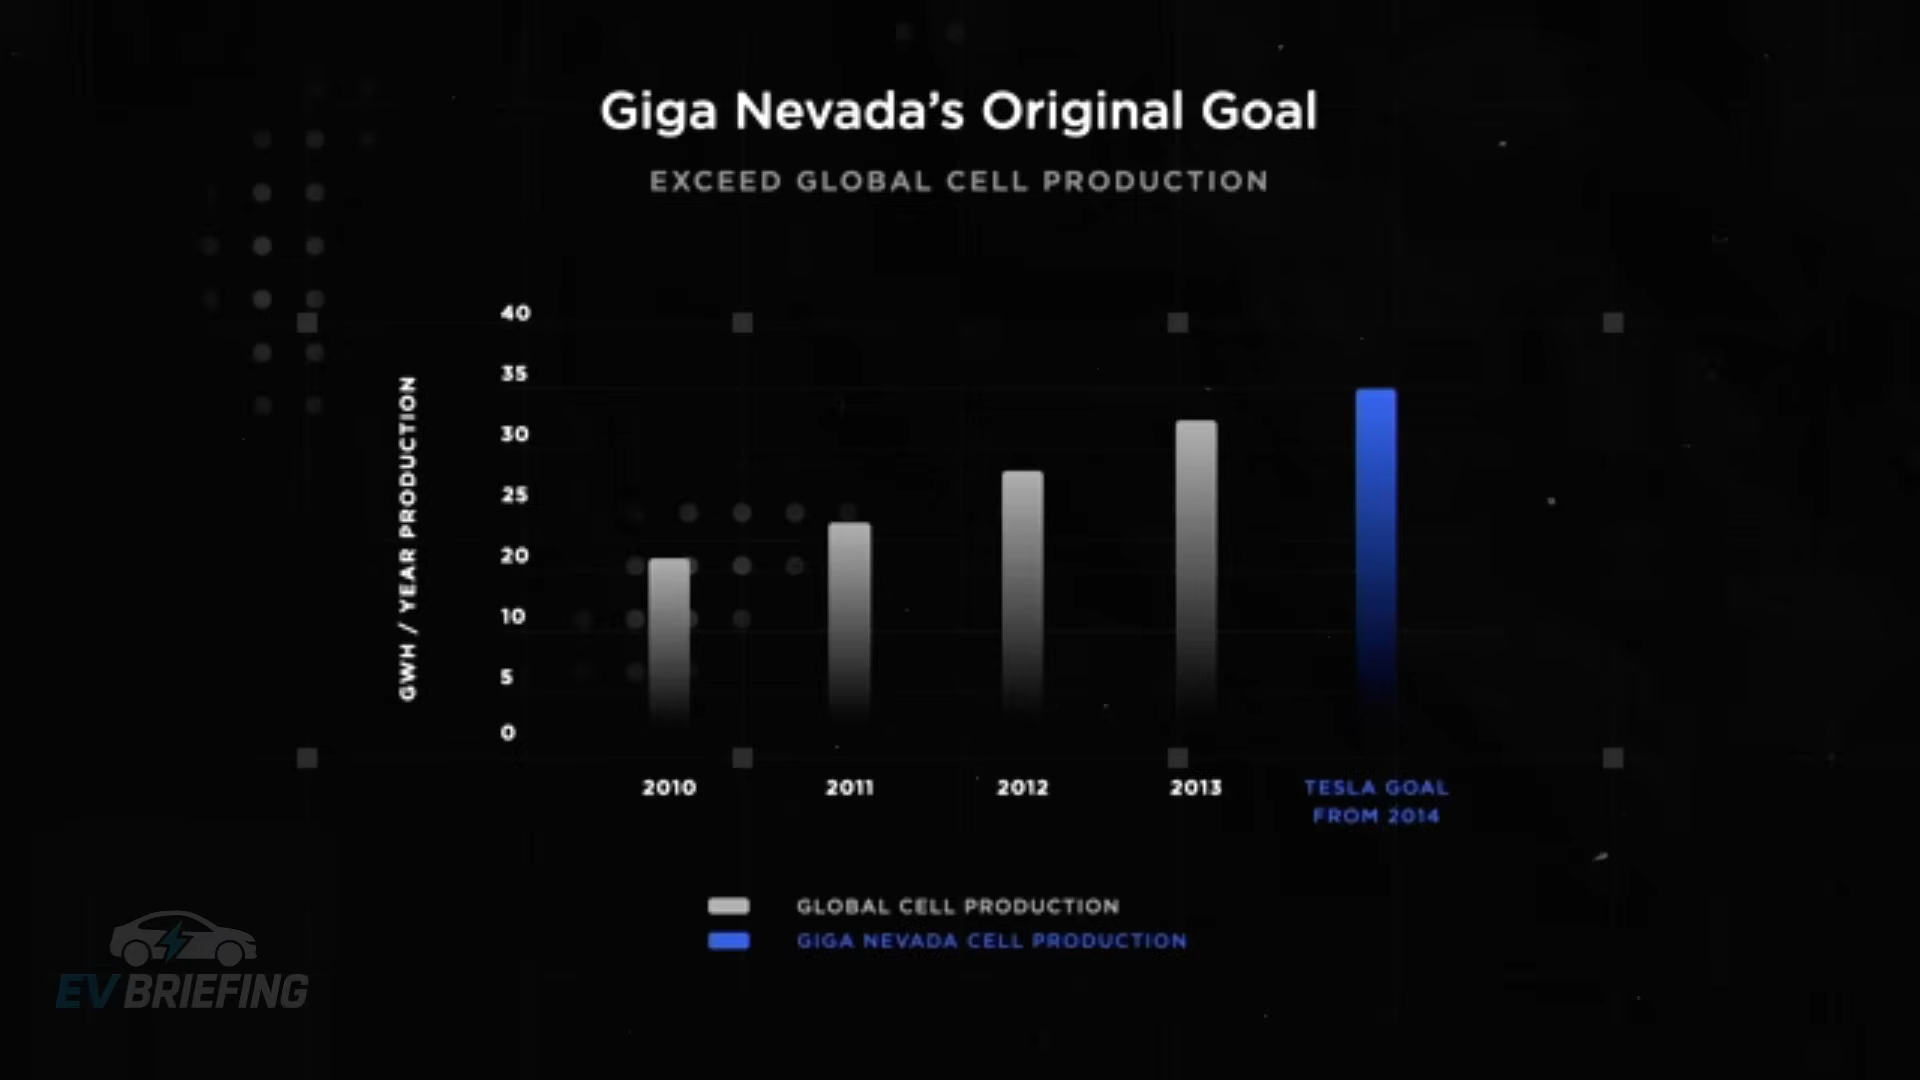 Giga Nevada’s Original Goal
EXCEED GLOBAL CELL PRODUCTION
GWH / YEAR PRODUCTION
40
35
30
25
20
10
5
0
2010
2011
2012
2013
TESLA GOAL
FROM 2014
GLOBAL CELL PRODUCTION
GIGA NEVADA CELL PRODUCTION
EV BRIEFING